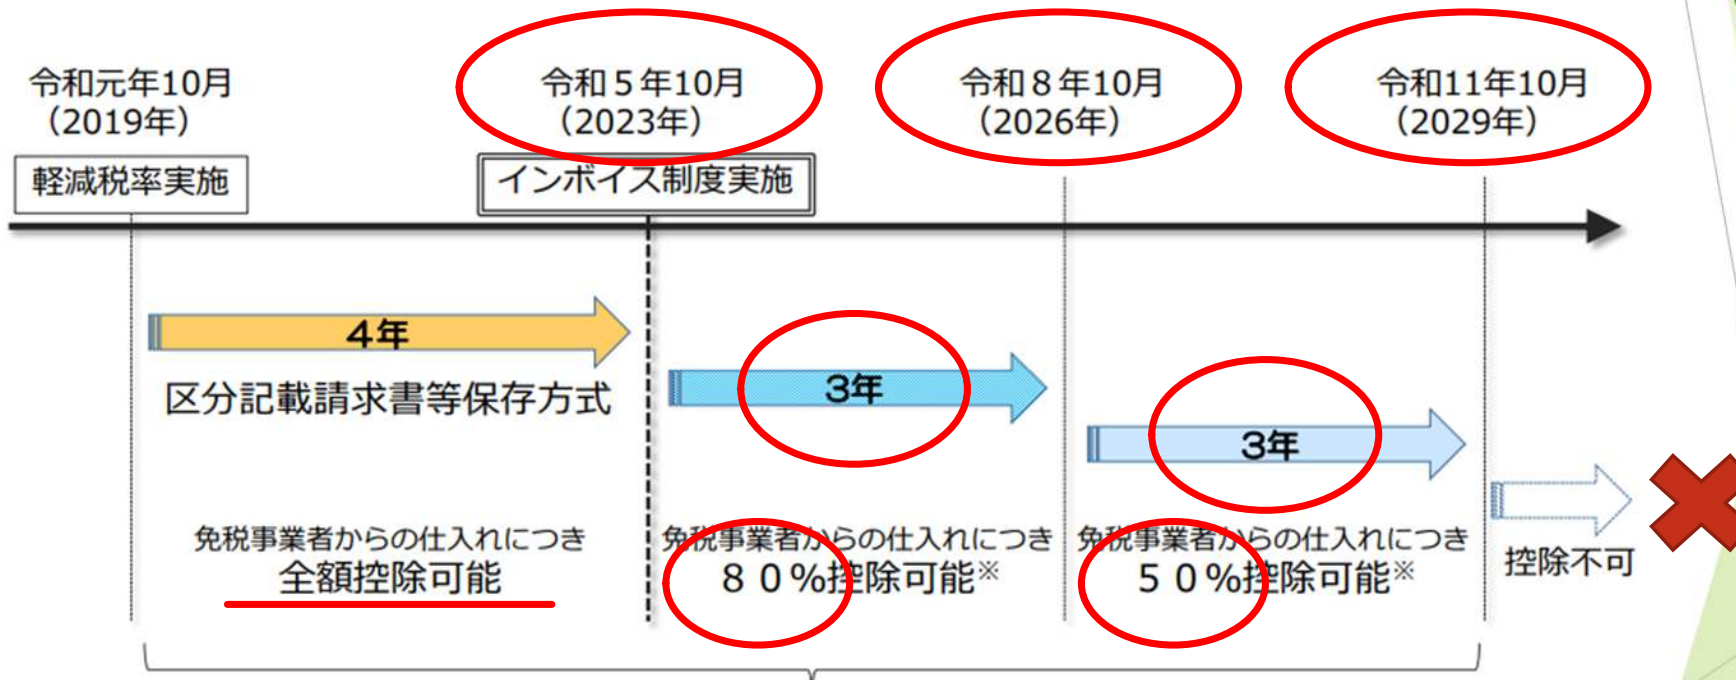 令和元年10月
（2019年）
令和５年10月
（2023年）
令和８年10月
（2026年）
令和11年10月
（2029年）
軽減税率実施
インボイス制度実施
４年
区分記載請求書等保存方式
３年
３年
免税事業者からの仕入れにつき
全額控除可能
免税事業者からの仕入れにつき
８０％控除可能※
免税事業者からの仕入れにつき
５０％控除可能※
控除不可